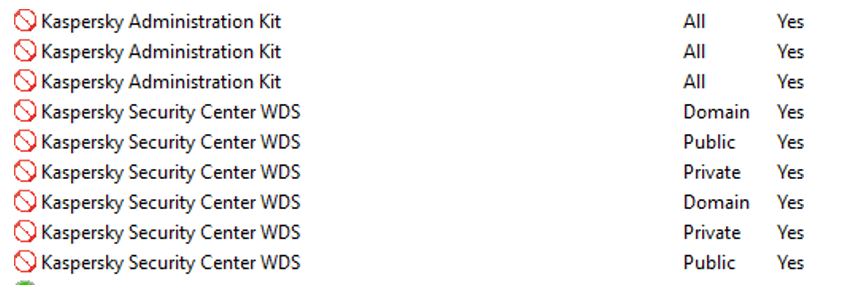 Kaspersky Administration Kit All Yes
Kaspersky Administration Kit All Yes
Kaspersky Administration Kit All Yes
Kaspersky Security Center WDS Domain Yes
Kaspersky Security Center WDS Public Yes
Kaspersky Security Center WDS Private Yes
Kaspersky Security Center WDS Domain Yes
Kaspersky Security Center WDS Private Yes
Kaspersky Security Center WDS Public Yes